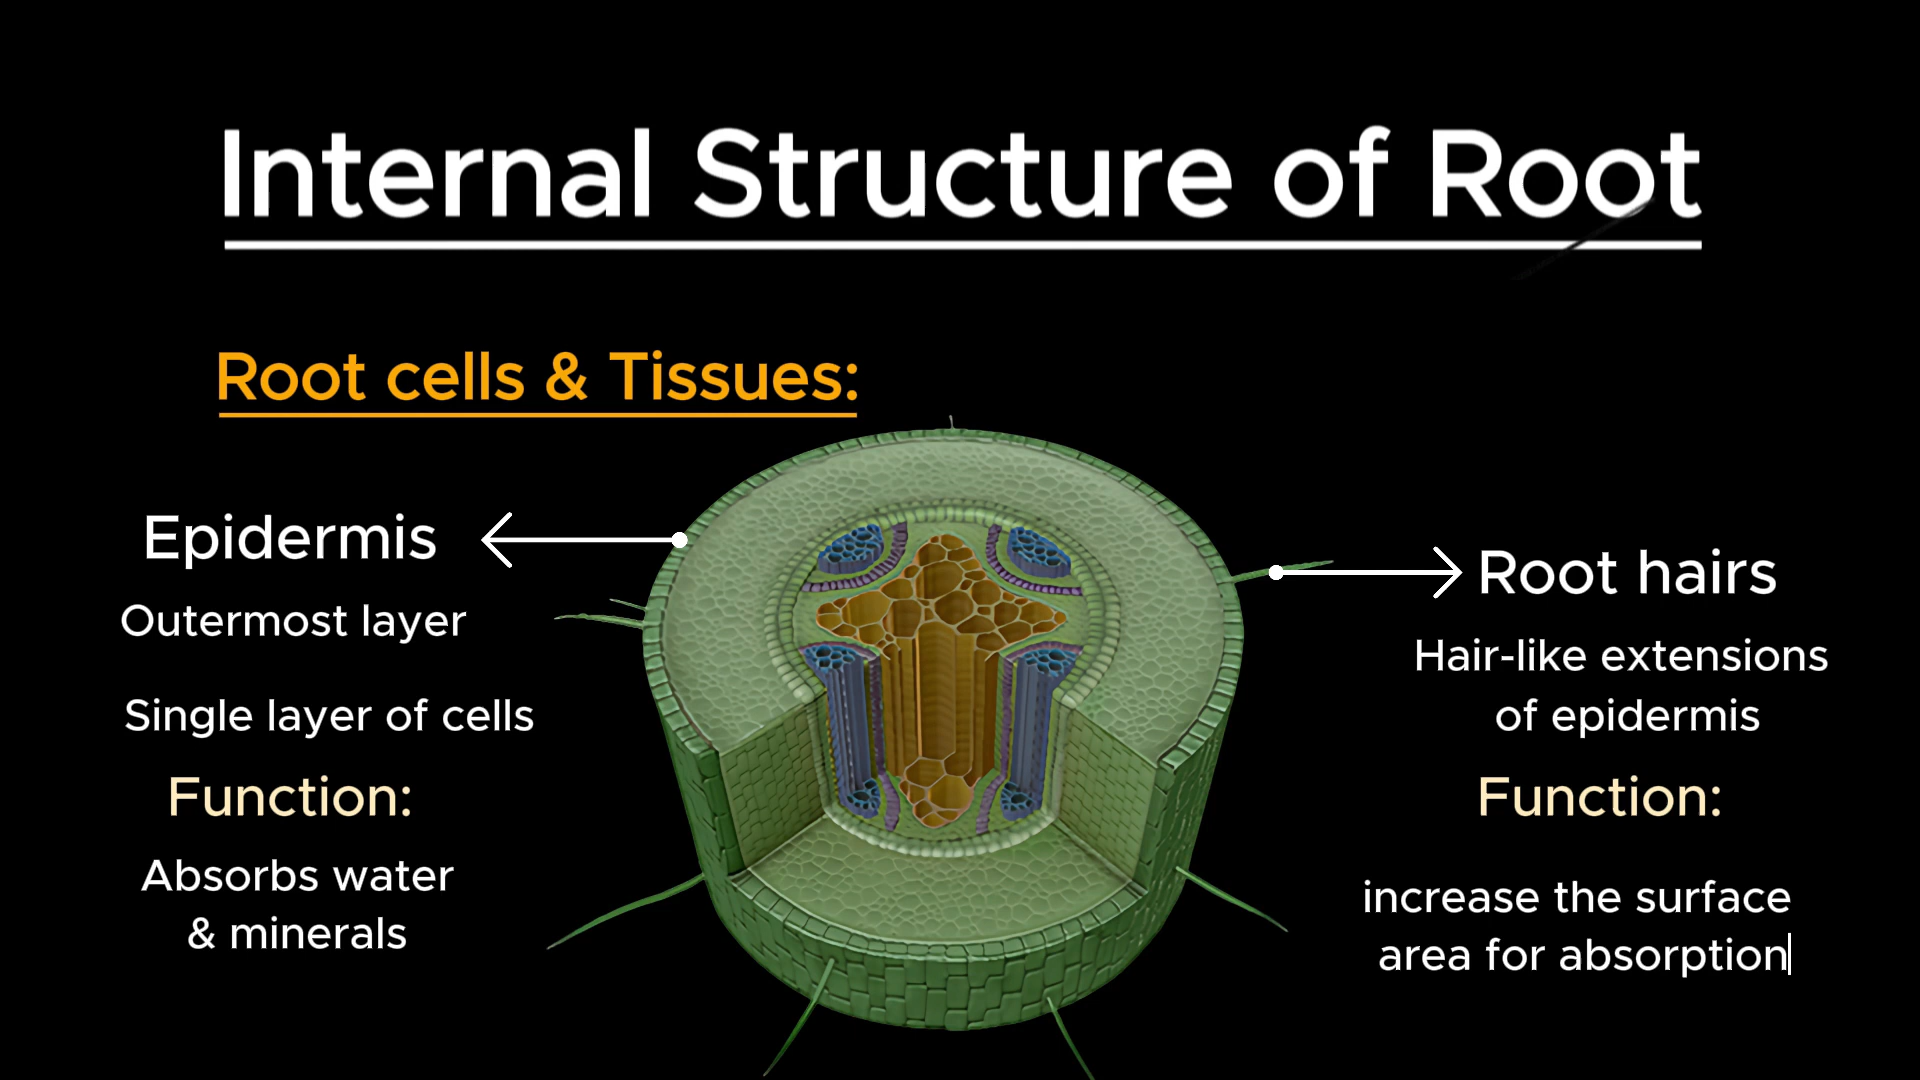 Internal Structure of Root
Root cells & Tissues:
Epidermis
Outermost layer
Single layer of cells
Function:
Absorbs water
& minerals
Root hairs
Hair-like extensions
of epidermis
Function:
increase the surface
area for absorption